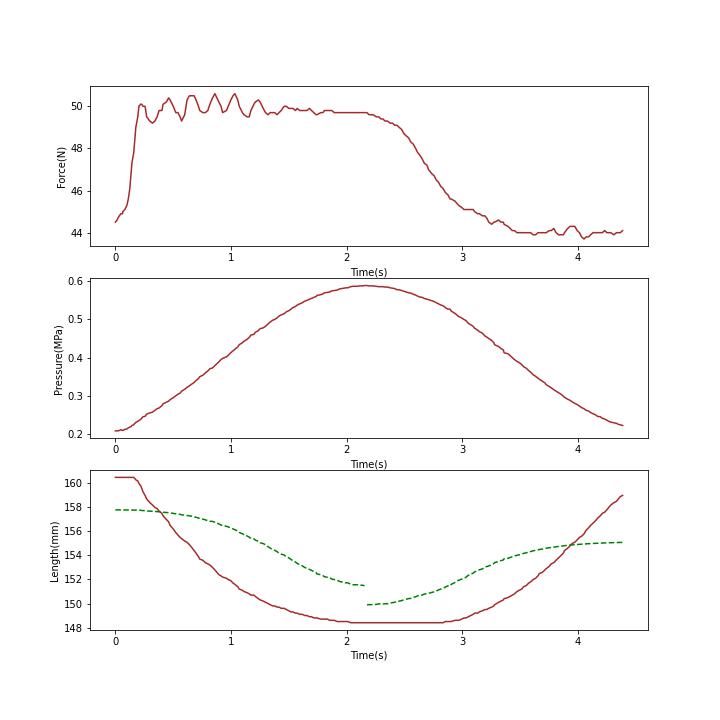 50
48
46
44
Force(N)
0 1 2 3 4
Time(s)
0.6
0.5
0.4
0.3
0.2
Pressure(MPa)
0 1 2 3 4
Time(s)
160
158
156
154
152
150
148
Length(mm)
0 1 2 3 4
Time(s)